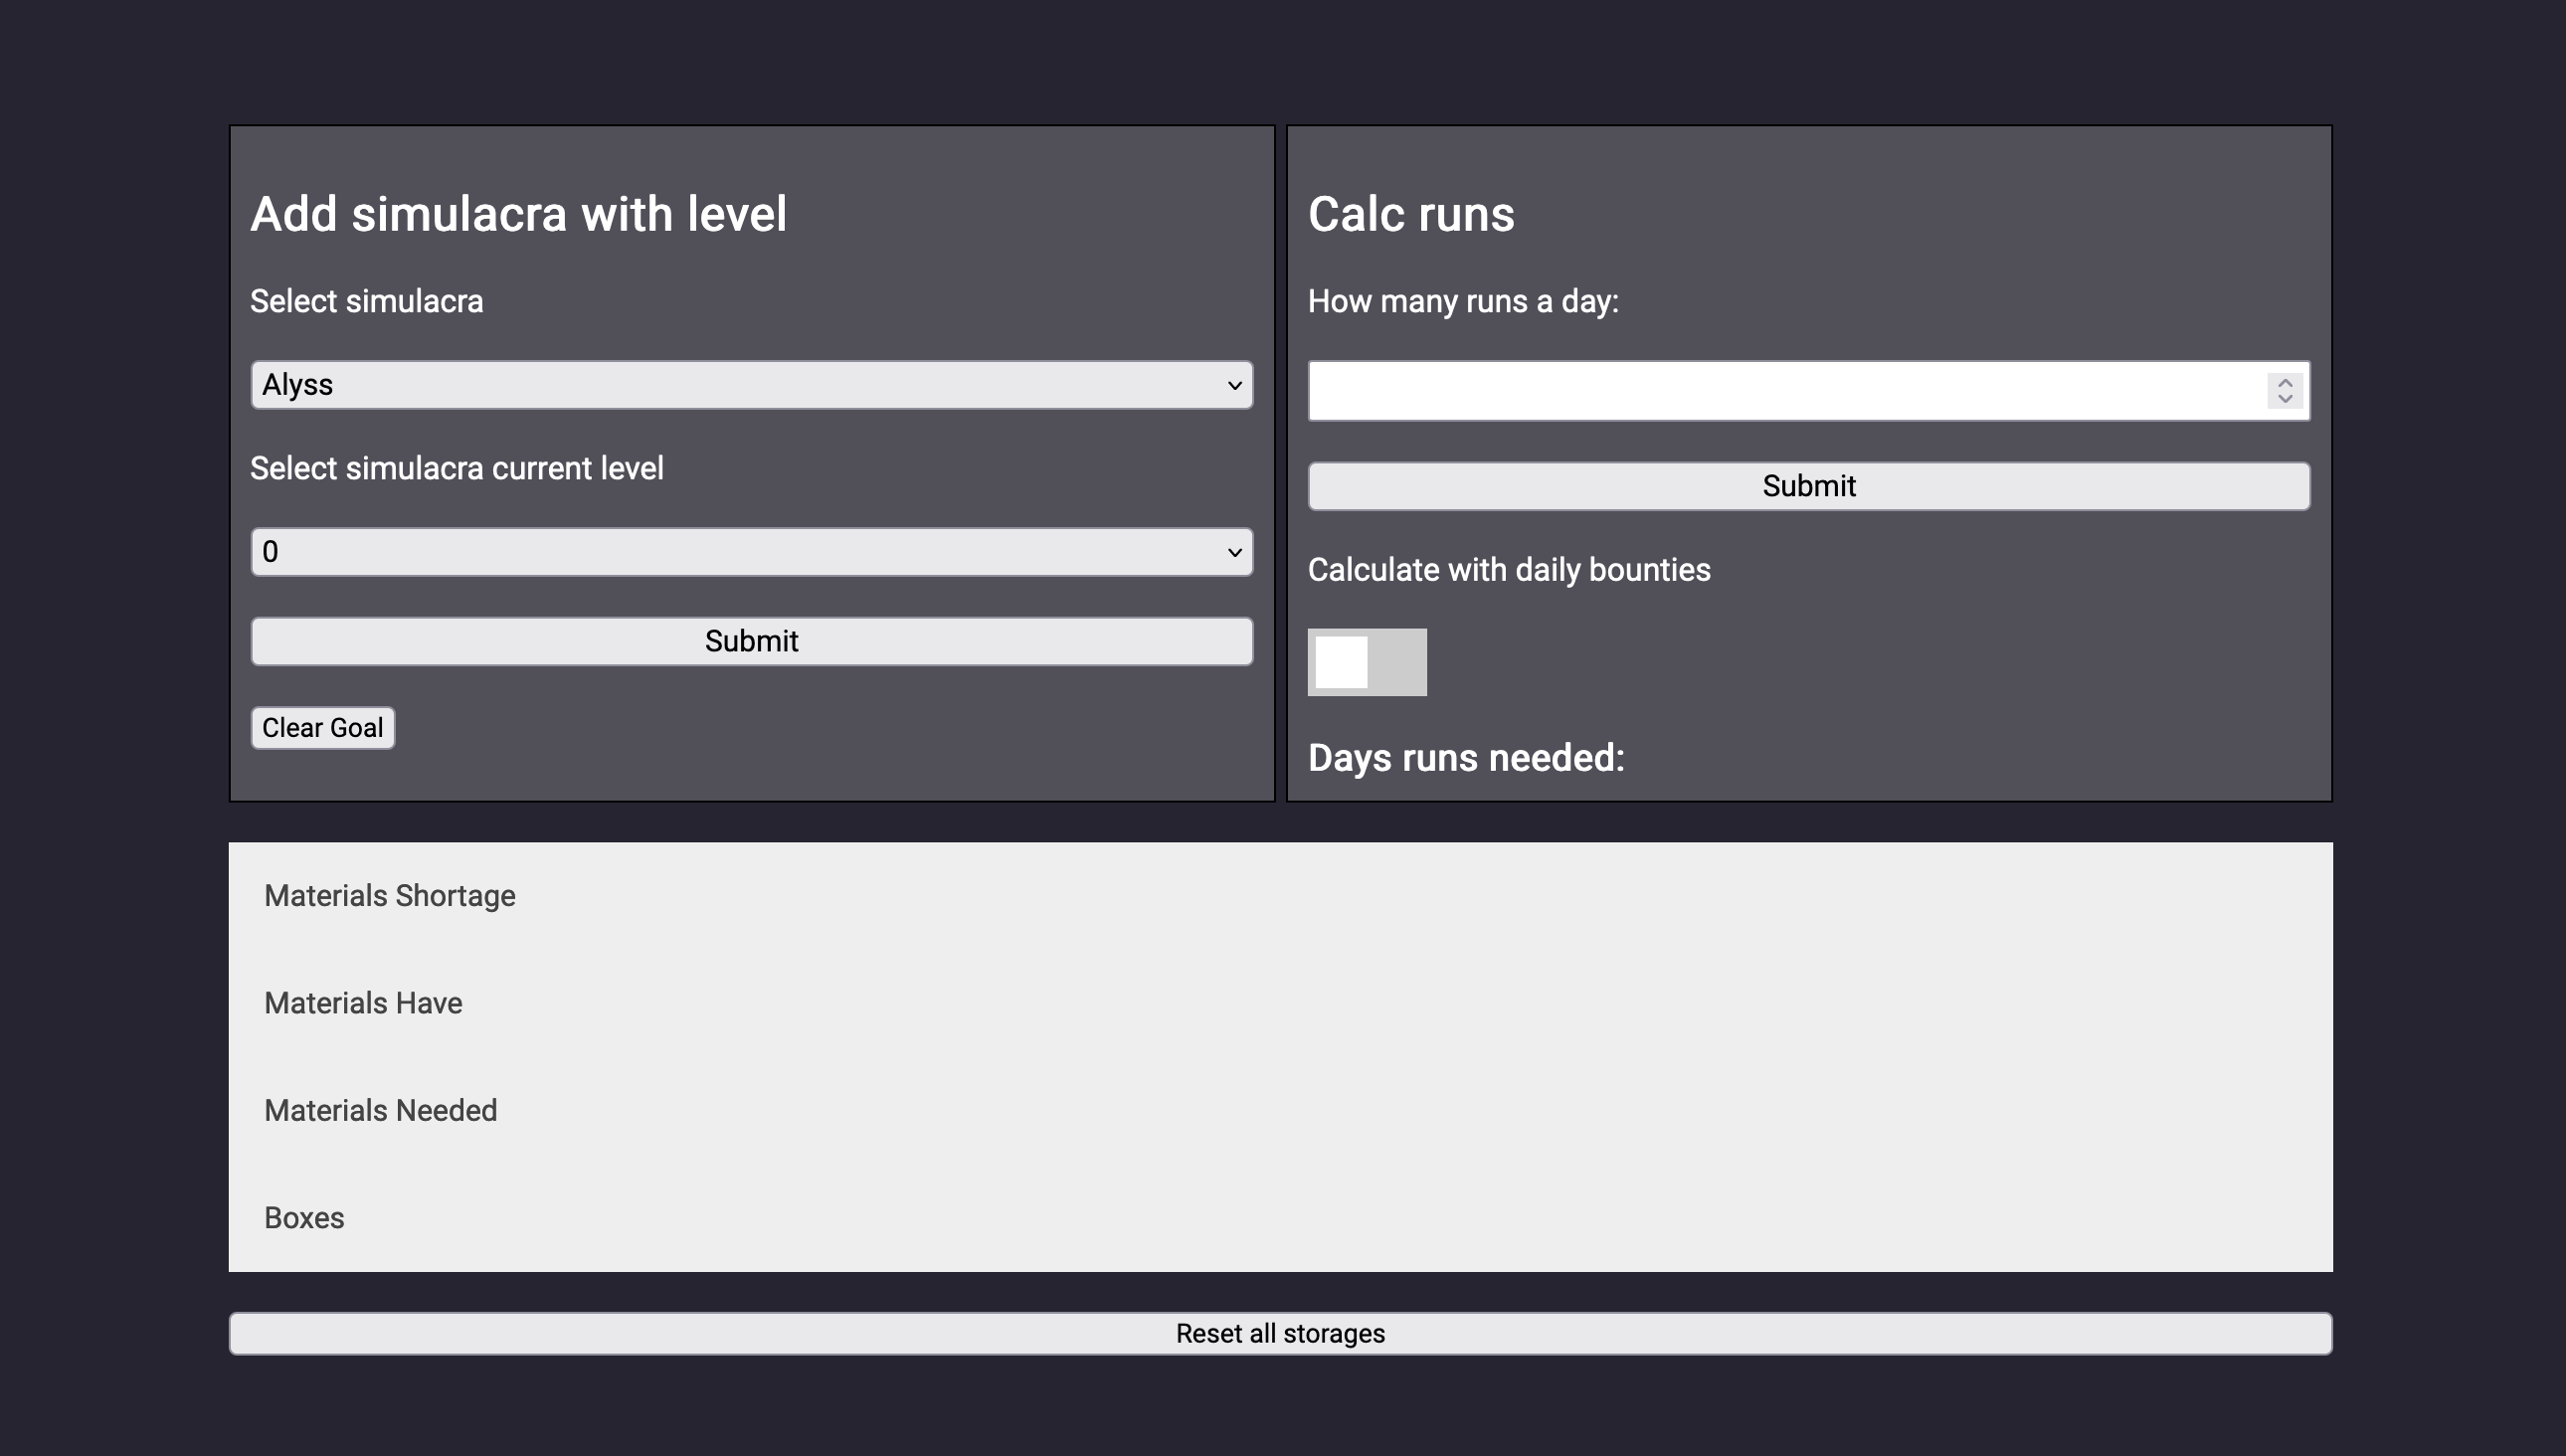 Add simulacra with level
Select simulacra
Alyss
Select simulacra current level
0
Submit
Clear Goal
Calc runs
How many runs a day:
Submit
Calculate with daily bounties
Days runs needed:
Materials Shortage
Materials Have
Materials Needed
Boxes
Reset all storages